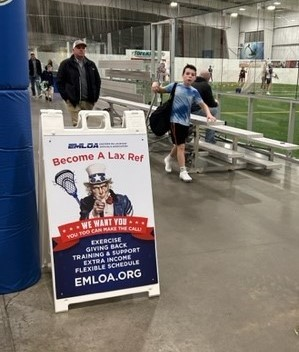 EMLOA
Become A Lax Ref
WE WANT YOU
YOU TOO CAN MAKE THE CALL!
EXERCISE
GIVING BACK
TRAINING & SUPPORT
EXTRA INCOME
FLEXIBLE SCHEDULE
EMLOA.ORG